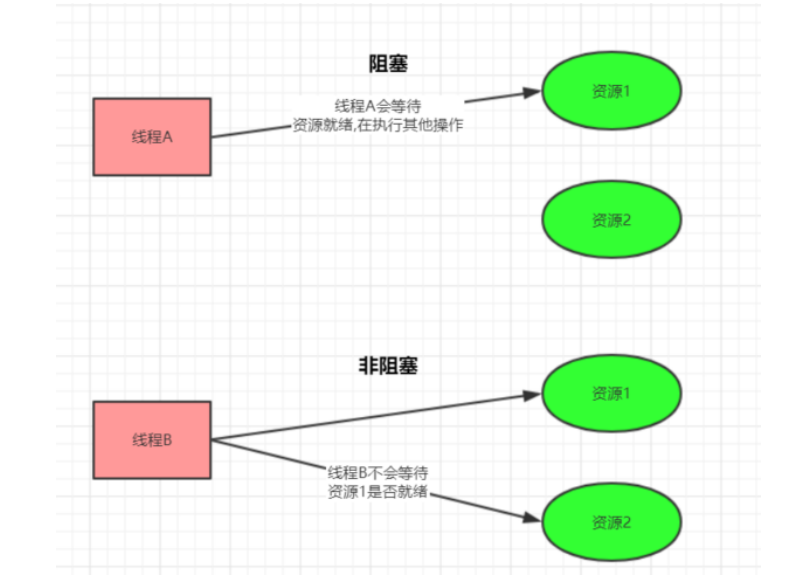 阻塞
资源1
线程A会等待
资源就绪,在执行其他操作
线程A
资源2
非阻塞
资源1
线程B
线程B不会等待
资源1是否就绪
资源2